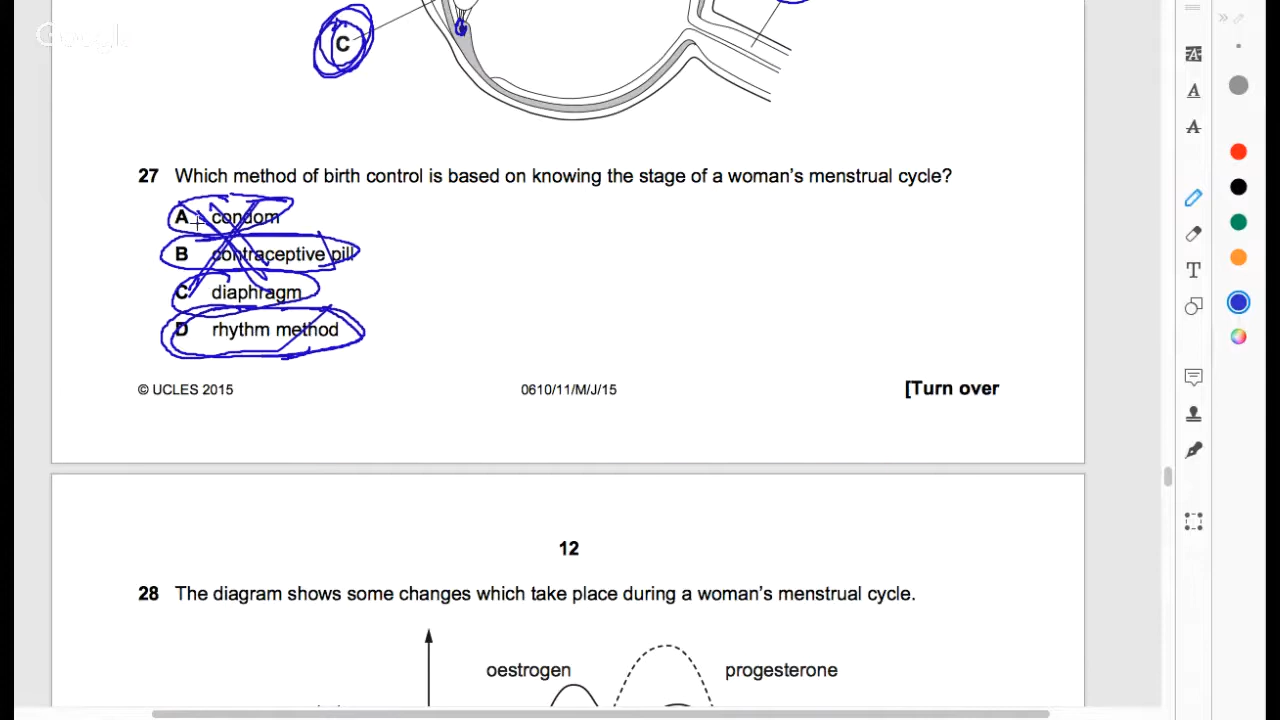 Google
C
27 Which method of birth control is based on knowing the stage of a woman's menstrual cycle?
A condom
B contraceptive pill
C diaphragm
D rhythm method
© UCLES 2015 0610/11/M/J/15 [Turn over
12
28 The diagram shows some changes which take place during a woman's menstrual cycle.
oestrogen progesterone